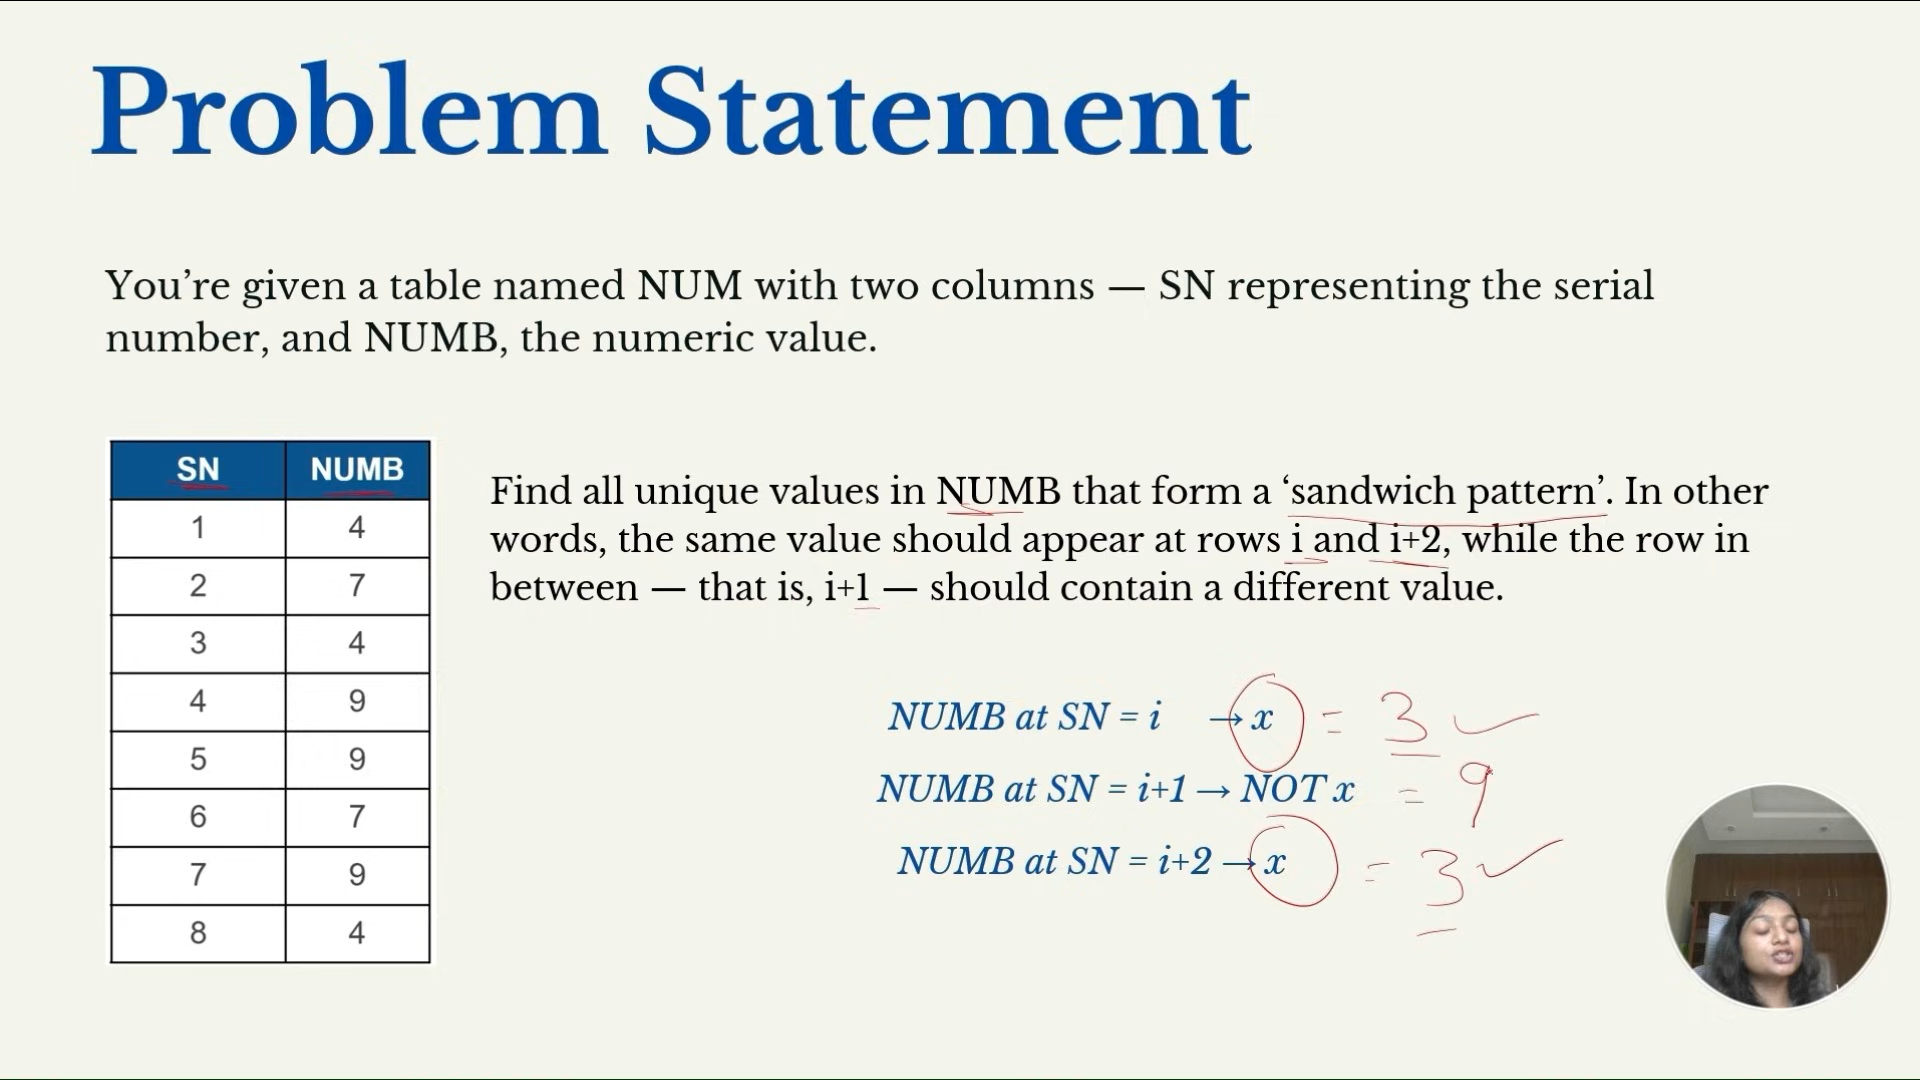 Problem Statement
You’re given a table named NUM with two columns — SN representing the serial
number, and NUMB, the numeric value.
SN NUMB
1 4
2 7
3 4
4 9
5 9
6 7
7 9
8 4
Find all unique values in NUMB that form a ‘sandwich pattern’. In other
words, the same value should appear at rows i and i+2, while the row in
between — that is, i+1 — should contain a different value.
NUMB at SN = i → x = 3
NUMB at SN = i+1 → NOT x = 9
NUMB at SN = i+2 → x = 3